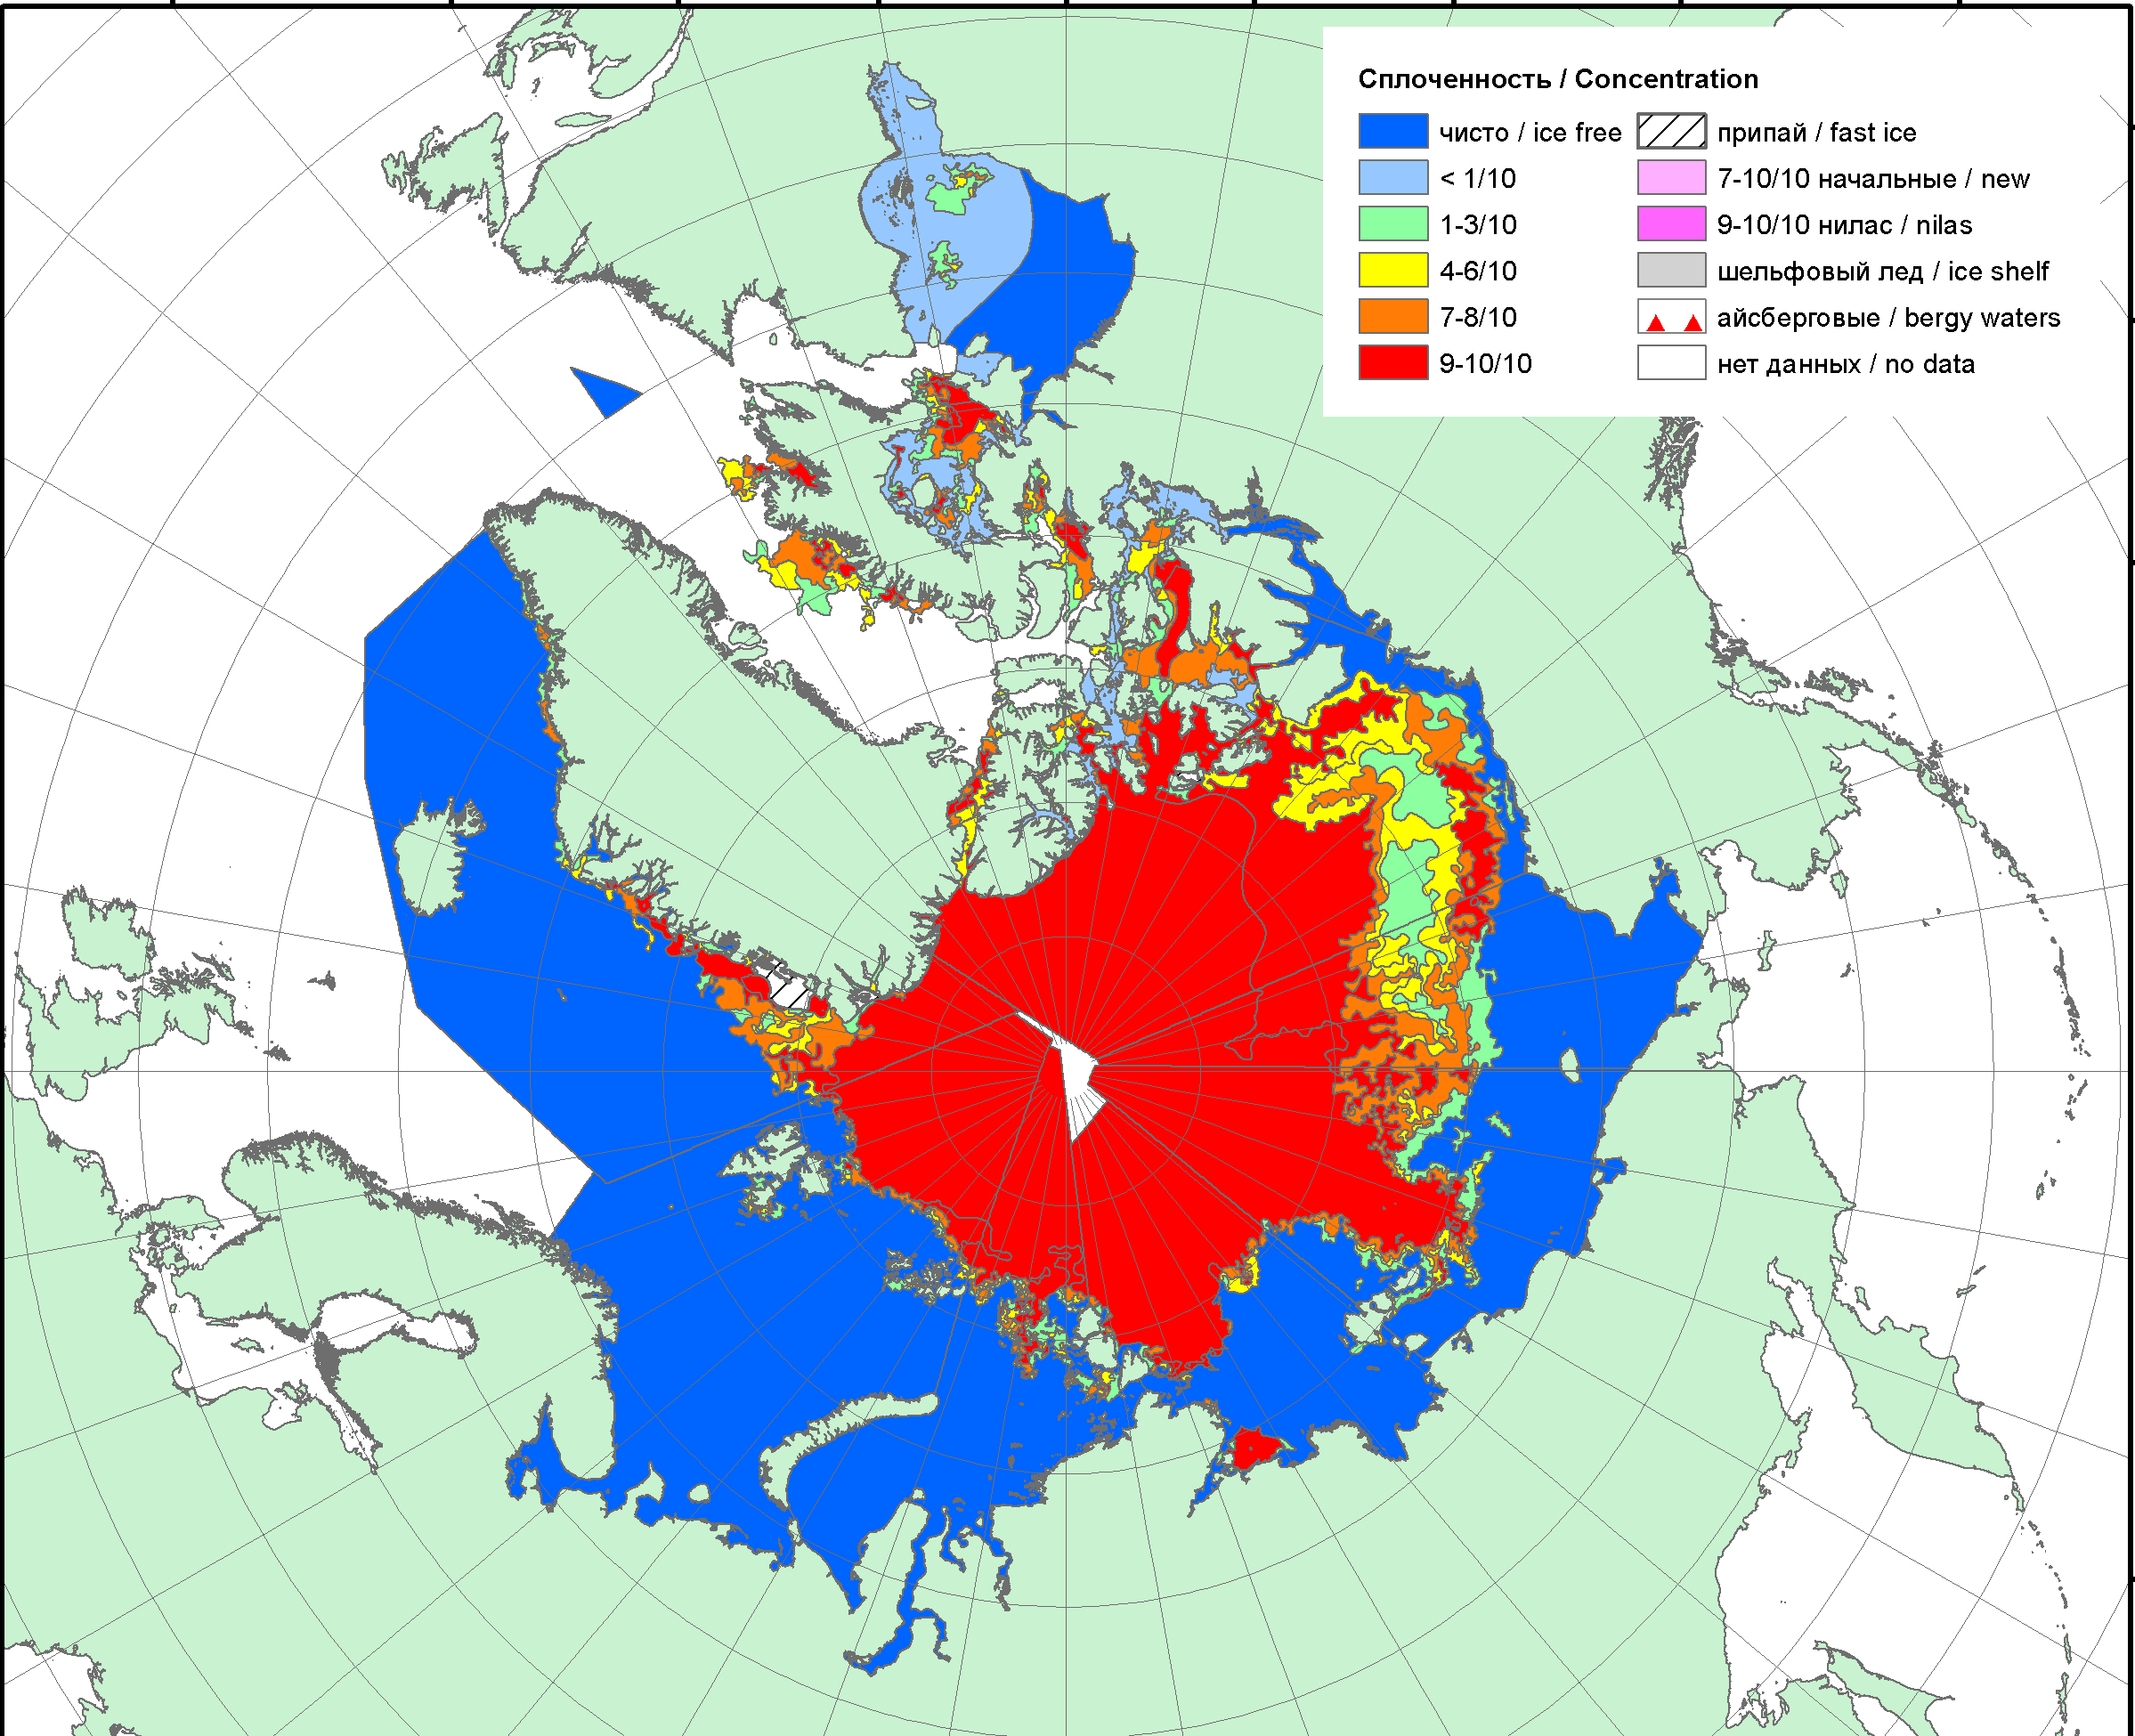 Сплоченность / Concentration
чисто / ice free
< 1/10
1-3/10
4-6/10
7-8/10
9-10/10
припай / fast ice
7-10/10 начальные / new
9-10/10 нилас / nilas
шельфовый лед / ice shelf
айсберговые / bergy waters
нет данных / no data